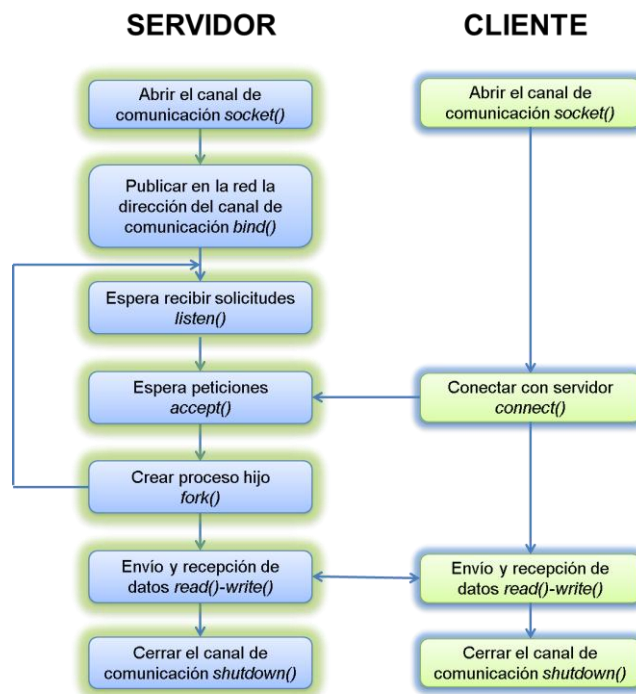 SERVIDOR
Abrir el canal de
comunicación socket()
Publicar en la red la
dirección del canal de
comunicación bind()
Espera recibir solicitudes
listen()
Espera peticiones
accept()
Crear proceso hijo
fork()
Envío y recepción de
datos read()-write()
Cerrar el canal de
comunicación shutdown()
CLIENTE
Abrir el canal de
comunicación socket()
Conectar con servidor
connect()
Envío y recepción de
datos read()-write()
Cerrar el canal de
comunicación shutdown()